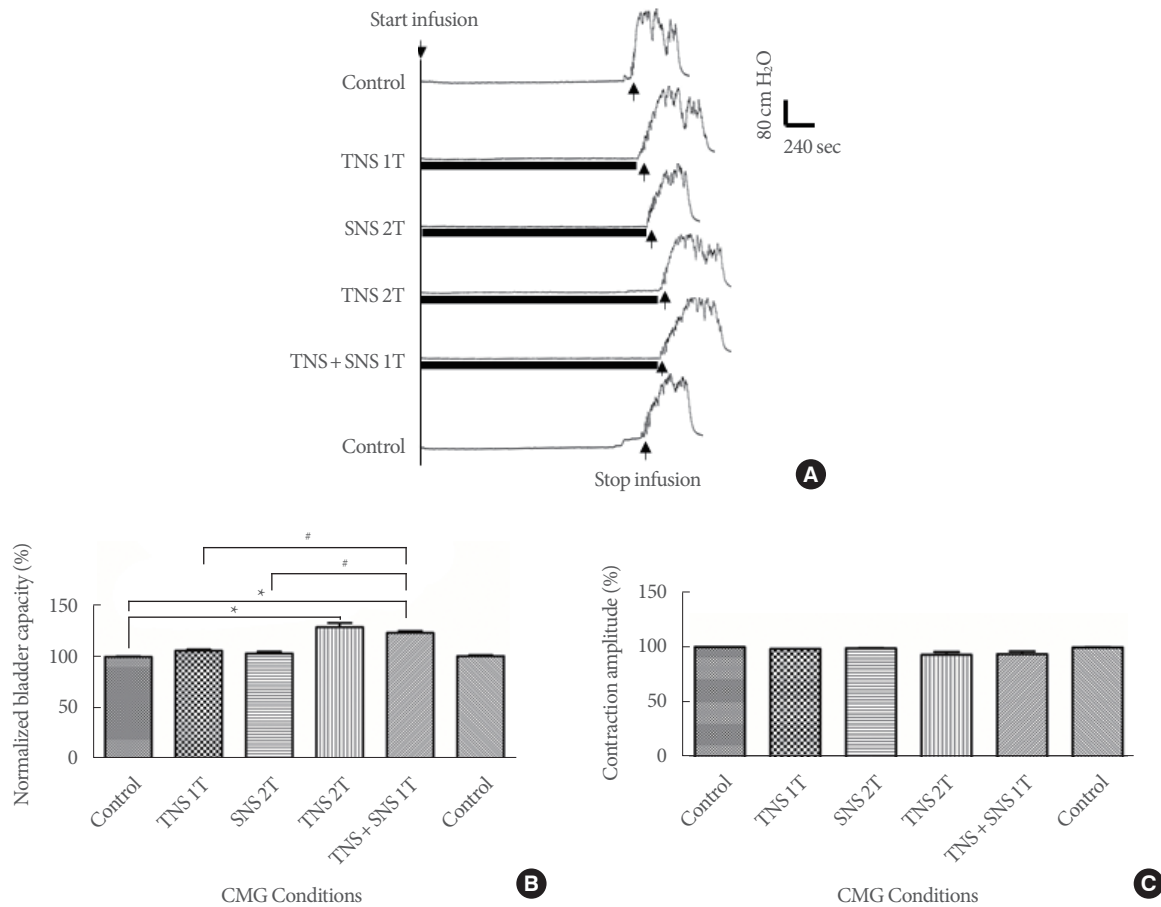 Start infusion
Control
80 cm H₂O
240 sec
TNS 1T
SNS 2T
TNS 2T
TNS + SNS 1T
Control
Stop infusion
A
Normalized bladder capacity (%)
150
100
50
0
#
#
*
*
Control
TNS 1T
SNS 2T
TNS 2T
TNS + SNS 1T
Control
CMG Conditions
B
Contraction amplitude (%)
150
100
50
0
Control
TNS 1T
SNS 2T
TNS 2T
TNS + SNS 1T
Control
CMG Conditions
C